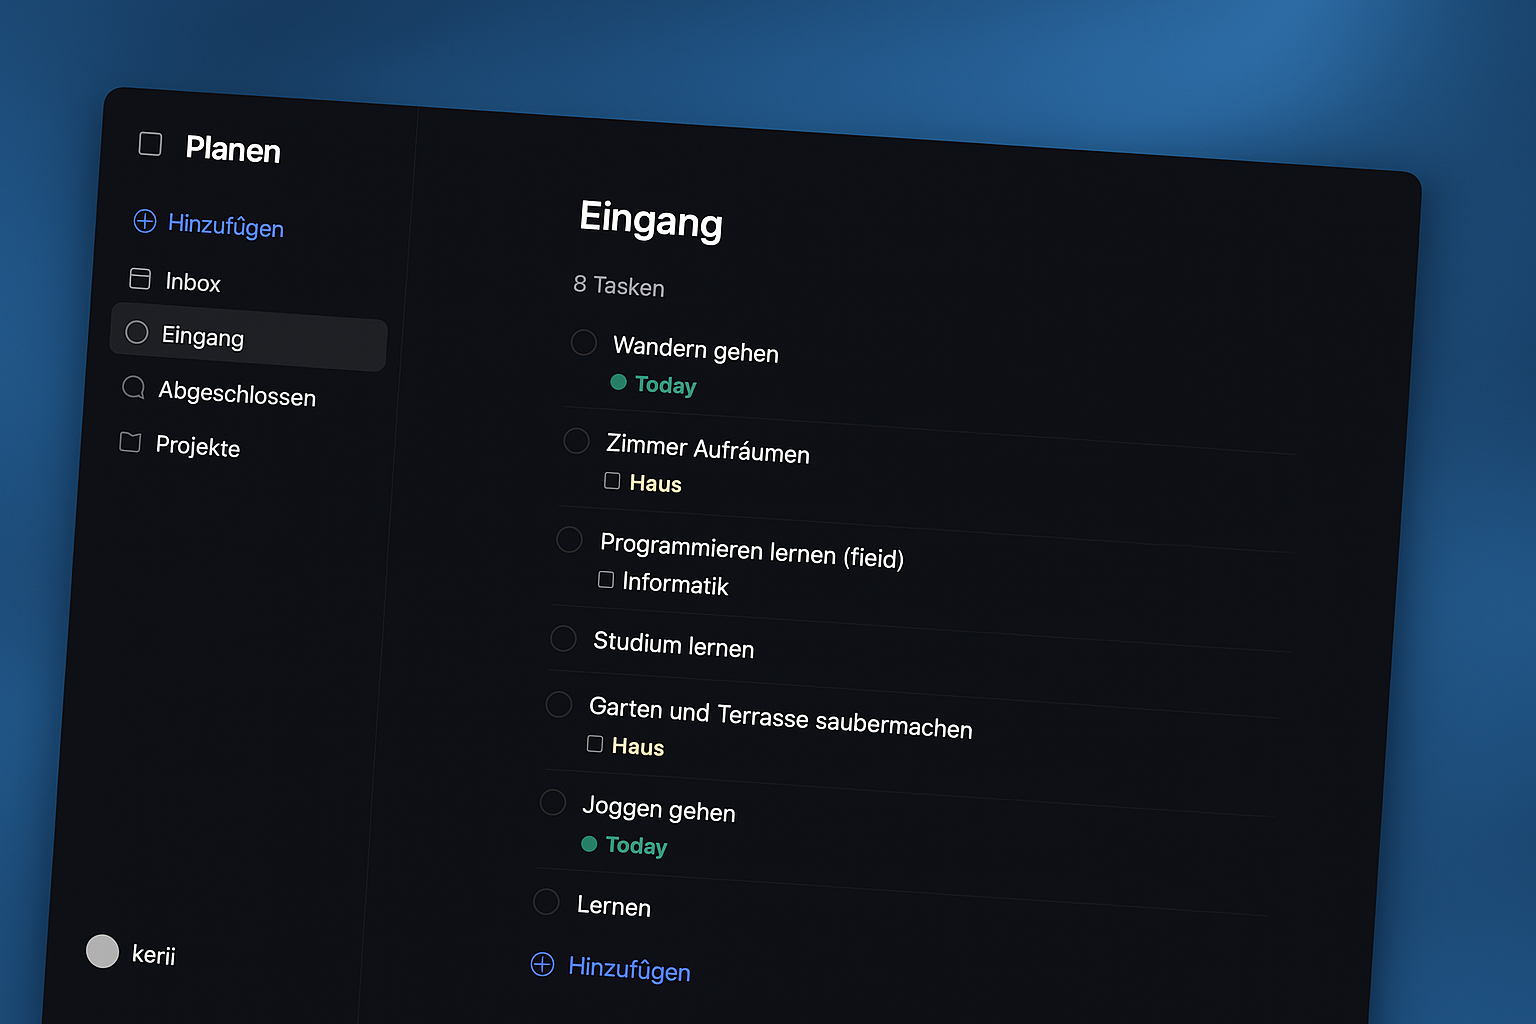 Planen
Hinzufûgen
Inbox
Eingang
Abgeschlossen
Projekte
kerii
Eingang
8 Tasken
Wandern gehen
Today
Zimmer Aufráumen
Haus
Programmieren lernen (fieid)
Informatik
Studium lernen
Garten und Terrasse saubermachen
Haus
Joggen gehen
Today
Lernen
Hinzufûgen